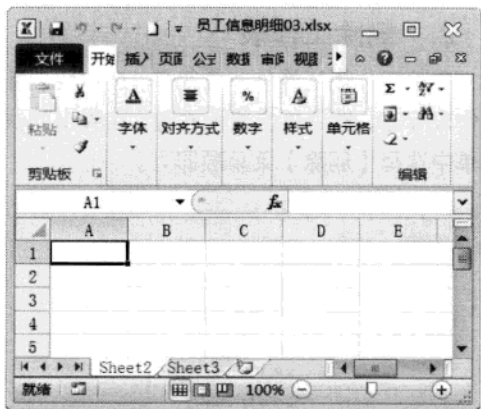 员工信息明细03.xlsx
文件 开始 插入 页面 公式 数据 审阅 视图
粘贴 字体 对齐方式 数字 样式 单元格
剪贴板 编辑
A1 fx
A B C D E
1
2
3
4
5
Sheet2 Sheet3
就绪 100%